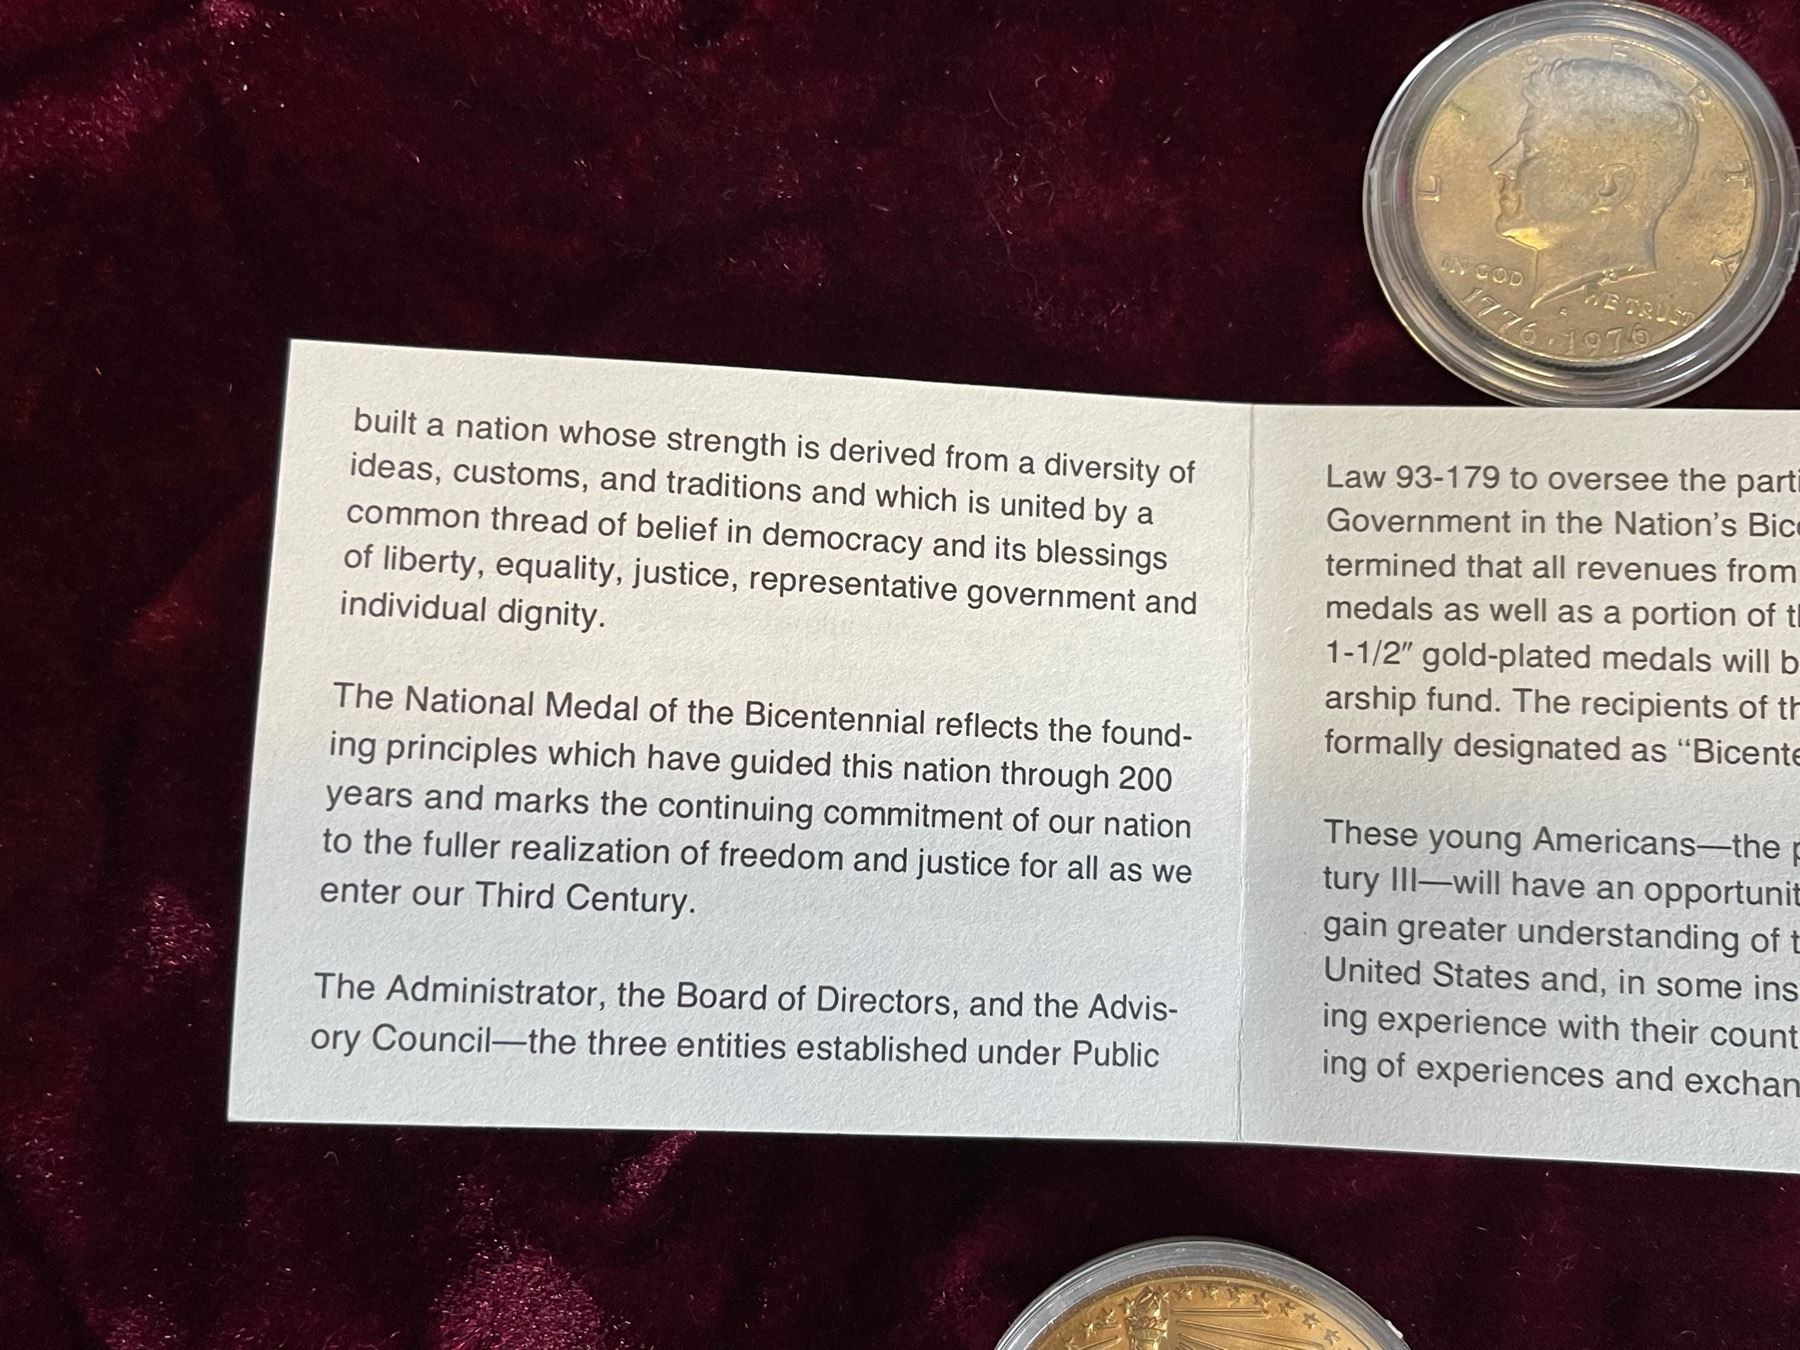 LIBERTY
IN GOD WE TRUST
1776·1976
built a nation whose strength is derived from a diversity of
ideas, customs, and traditions and which is united by a
common thread of belief in democracy and its blessings
of liberty, equality, justice, representative government and
individual dignity.
The National Medal of the Bicentennial reflects the found-
ing principles which have guided this nation through 200
years and marks the continuing commitment of our nation
to the fuller realization of freedom and justice for all as we
enter our Third Century.
The Administrator, the Board of Directors, and the Advis-
ory Council—the three entities established under Public
Law 93-179 to oversee the parti
Government in the Nation’s Bic
termined that all revenues from
medals as well as a portion of
1-1/2″ gold-plated medals will b
arship fund. The recipients of th
formally designated as “Bicente
These young Americans—the
tury III—will have an opportunit
gain greater understanding of t
United States and, in some ins
ing experience with their count
ing of experiences and exchan